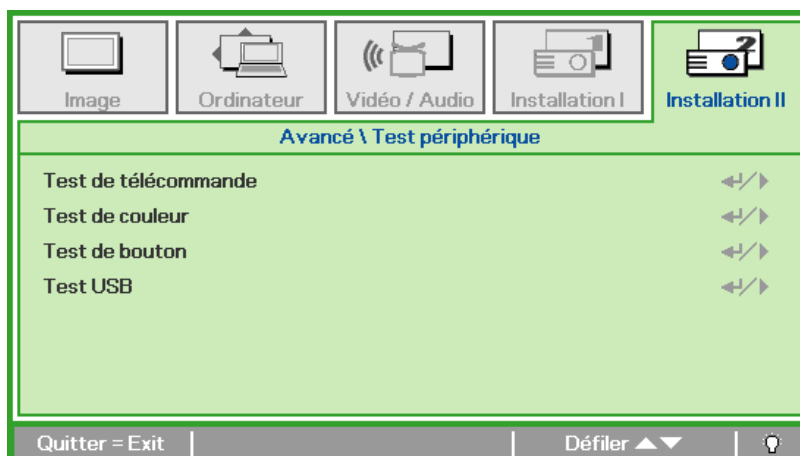 Image
Ordinateur
Vidéo / Audio
Installation I
Installation II
Avancé \ Test périphérique
Test de télécommande
Test de couleur
Test de bouton
Test USB
Quitter = Exit
Défiler ▲▼